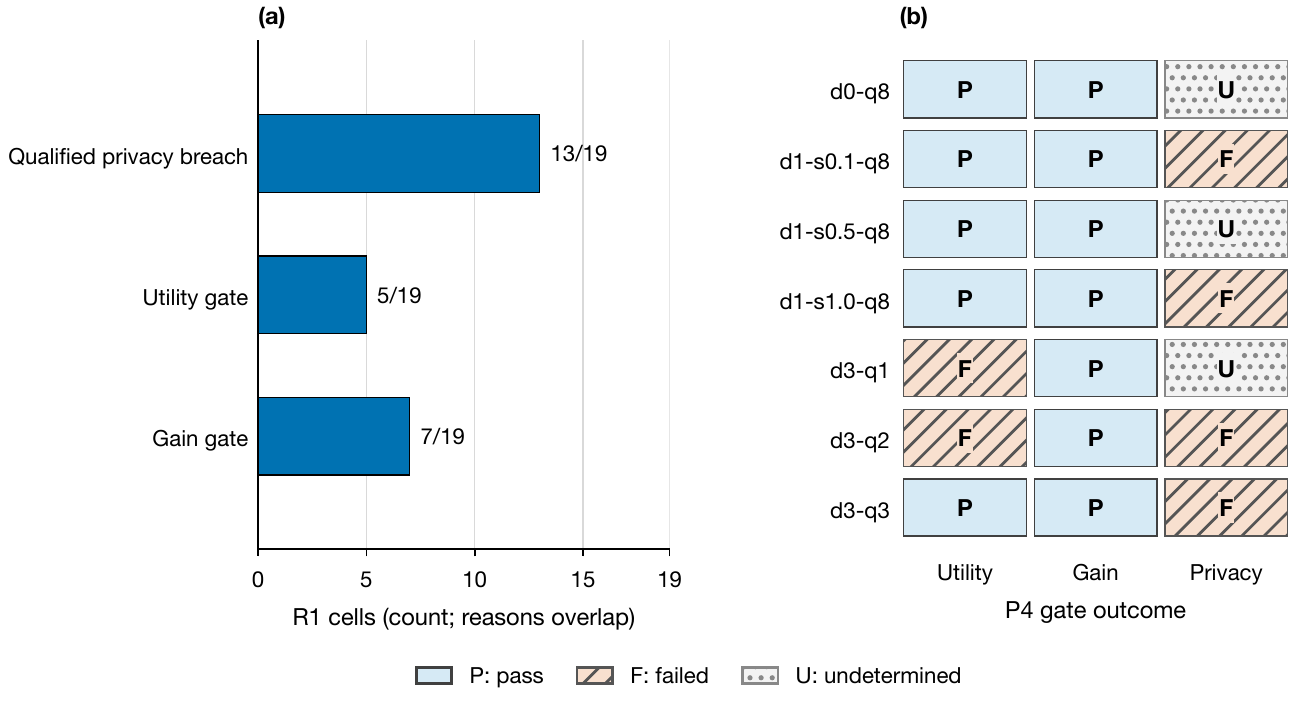 (a)
Qualified privacy breach
13/19
Utility gate
5/19
Gain gate
7/19
0 5 10 15 19
R1 cells (count; reasons overlap)
(b)
d0-q8 P P U
d1-s0.1-q8 P P F
d1-s0.5-q8 P P U
d1-s1.0-q8 P P F
d3-q1 F P U
d3-q2 F P F
d3-q3 P P F
Utility Gain Privacy
P4 gate outcome
P: pass F: failed U: undetermined